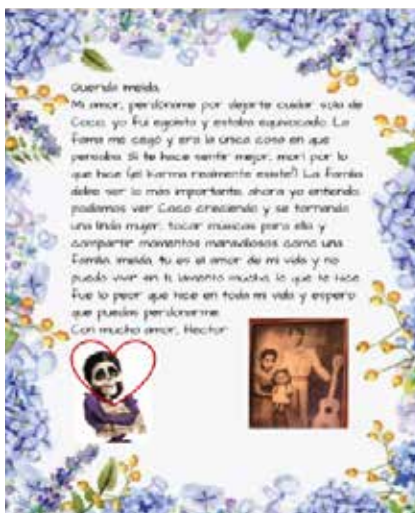 Querida Imelda,
Mi amor, perdóname por dejarte cuidar sola de
Coco, yo fui egoísta y estaba equivocado. La
fama me cegó y era la única cosa en que
pensaba. Si te hace sentir mejor, morí por lo
que hice (¡el karma realmente existe!) La familia
debe ser lo más importante, ahora yo entiendo,
podíamos ver Coco creciendo y se tornando
una linda mujer, tocar músicas para ella y
compartir momentos maravillosos como una
familia. Imelda, tu es el amor de mi vida y no
puedo vivir sin ti, lamento mucho, lo que te hice
fue lo peor que hice en toda mi vida y espero
que puedas perdonarme.
Con mucho amor, Hector